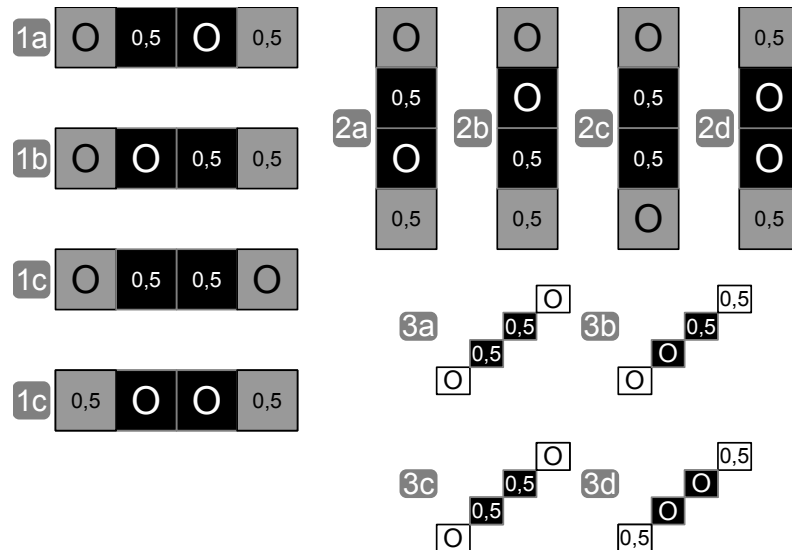 1a O 0,5 O 0,5
1b O O 0,5 0,5
1c O 0,5 0,5 O
1c 0,5 O O 0,5
2a O 0,5 O 0,5
2b O O 0,5 0,5
2c O 0,5 0,5 O
2d 0,5 O O 0,5
3a O 0,5 0,5 O
3b 0,5 0,5 O O
3c O 0,5 0,5 O
3d 0,5 O O 0,5